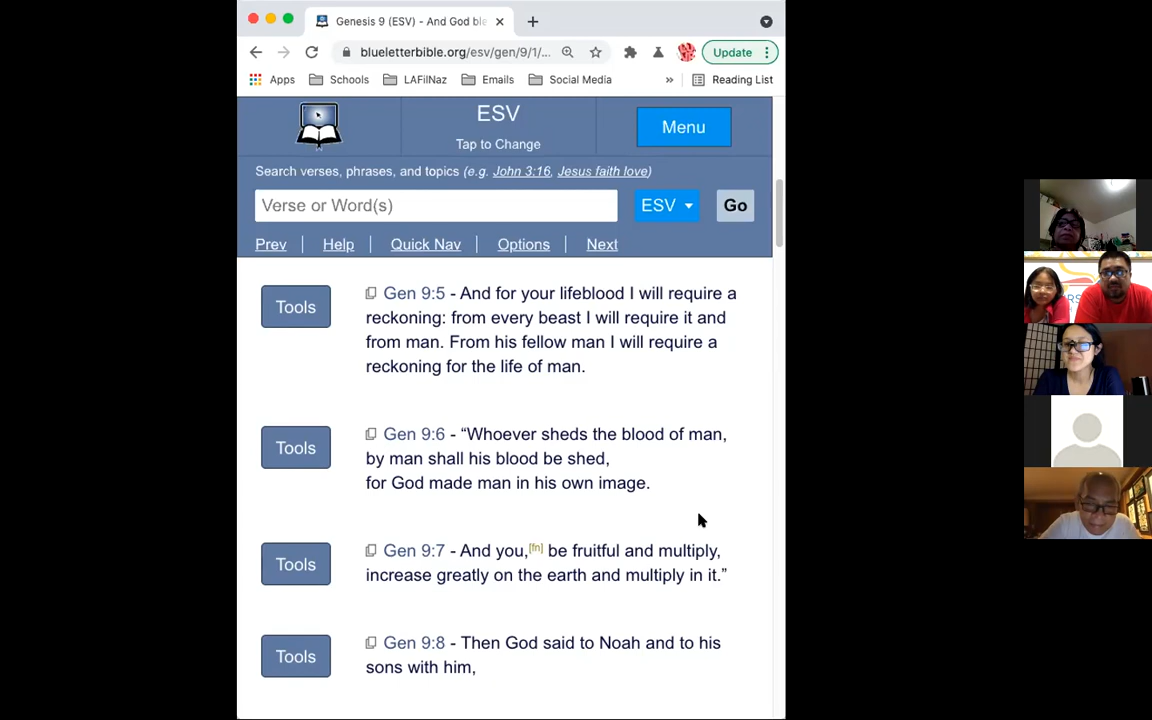 Genesis 9 (ESV) - And God ble
blueletterbible.org/esv/gen/9/1/...
Update
Apps Schools LAFilNaz Emails Social Media » Reading List
ESV
Tap to Change
Menu
Search verses, phrases, and topics (e.g. John 3:16, Jesus faith love)
Verse or Word(s)
ESV
Go
Prev Help Quick Nav Options Next
Tools
Gen 9:5 - And for your lifeblood I will require a
reckoning: from every beast I will require it and
from man. From his fellow man I will require a
reckoning for the life of man.
Tools
Gen 9:6 - “Whoever sheds the blood of man,
by man shall his blood be shed,
for God made man in his own image.
Tools
Gen 9:7 - And you,[fn] be fruitful and multiply,
increase greatly on the earth and multiply in it.”
Tools
Gen 9:8 - Then God said to Noah and to his
sons with him,